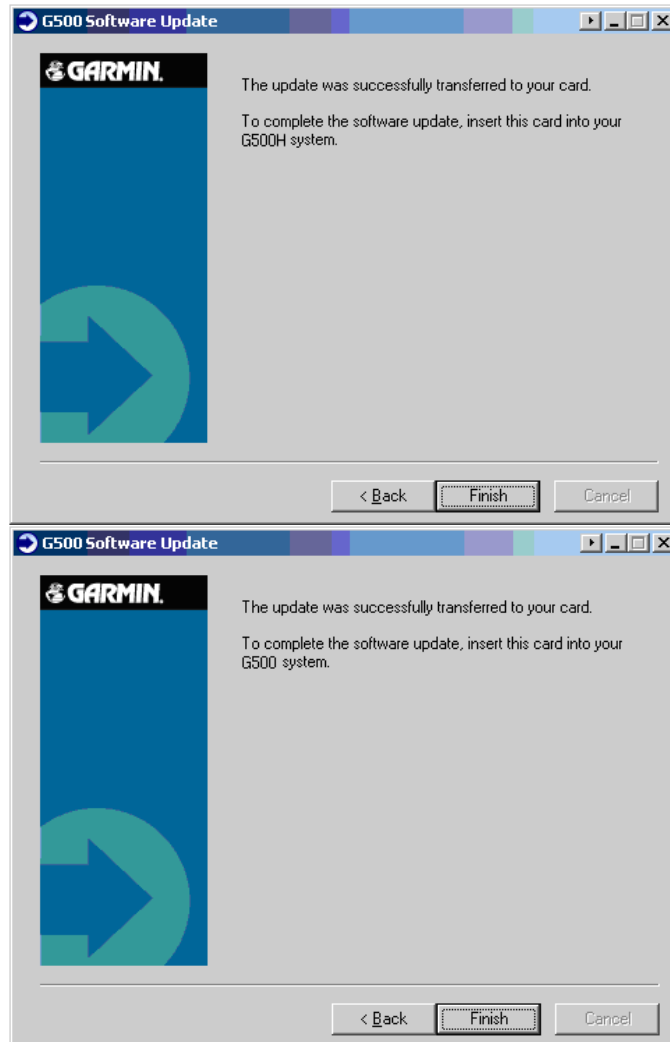 G500 Software Update
GARMIN.
The update was successfully transferred to your card.
To complete the software update, insert this card into your
G500H system.
< Back
Finish
Cancel
G500 Software Update
GARMIN.
The update was successfully transferred to your card.
To complete the software update, insert this card into your
G500 system.
< Back
Finish
Cancel